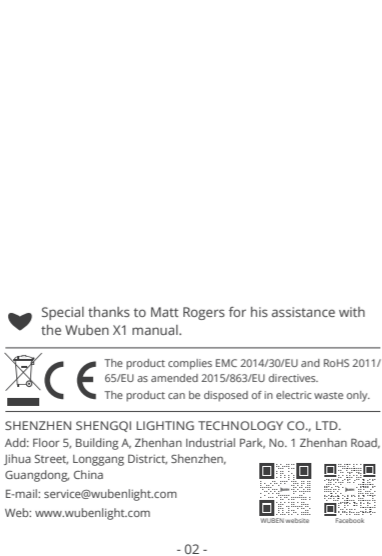 Special thanks to Matt Rogers for his assistance with
the Wuben X1 manual.
CE
The product complies EMC 2014/30/EU and RoHS 2011/
65/EU as amended 2015/863/EU directives.
The product can be disposed of in electric waste only.
SHENZHEN SHENGQI LIGHTING TECHNOLOGY CO., LTD.
Add: Floor 5, Building A, Zhenhan Industrial Park, No. 1 Zhenhan Road,
Jihua Street, Longgang District, Shenzhen,
Guangdong, China
E-mail: service@wubenlight.com
Web: www.wubenlight.com
WUBEN website
Facebook
- 02 -